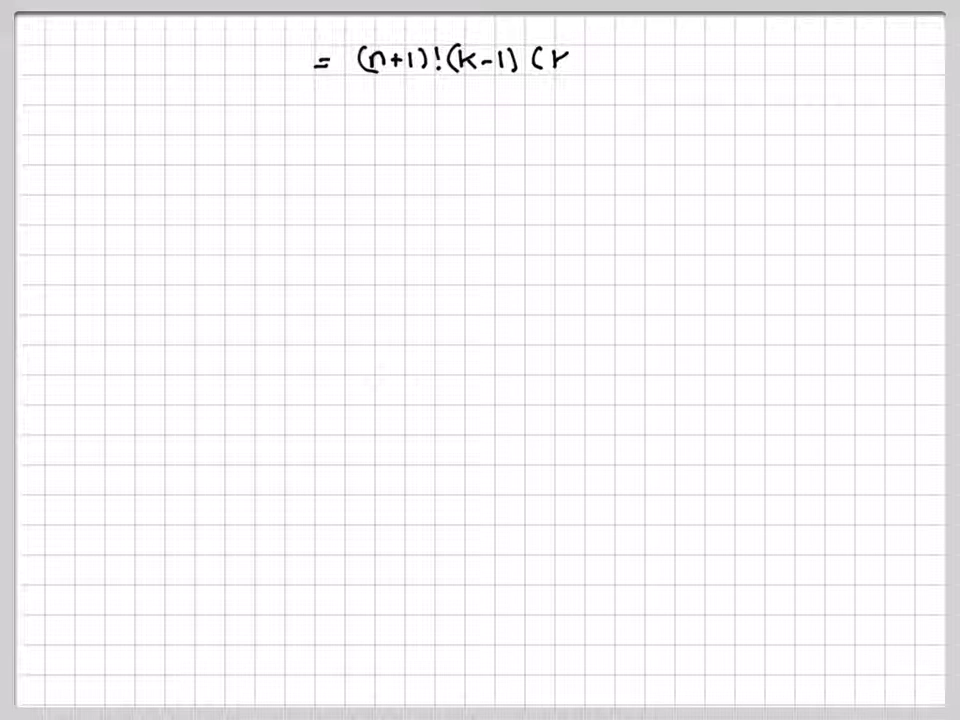 = (n+1)!(k-1) (k